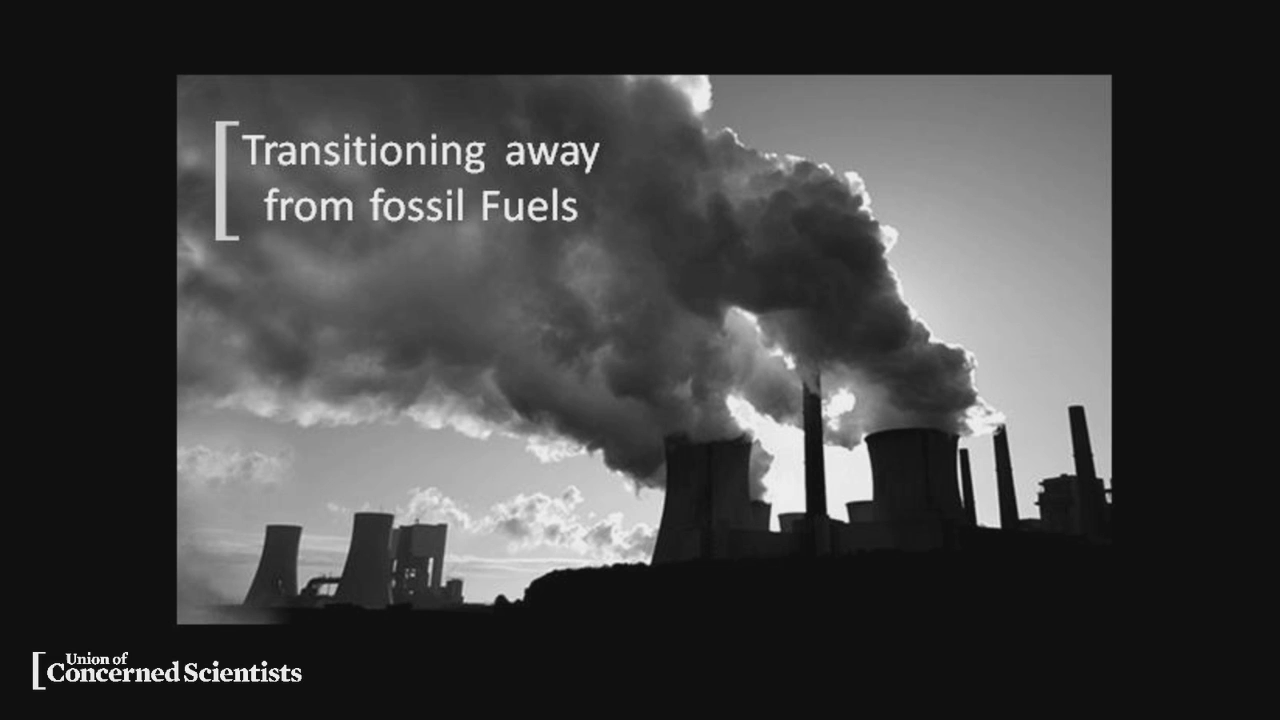 Transitioning away
from fossil Fuels
Union of
Concerned Scientists